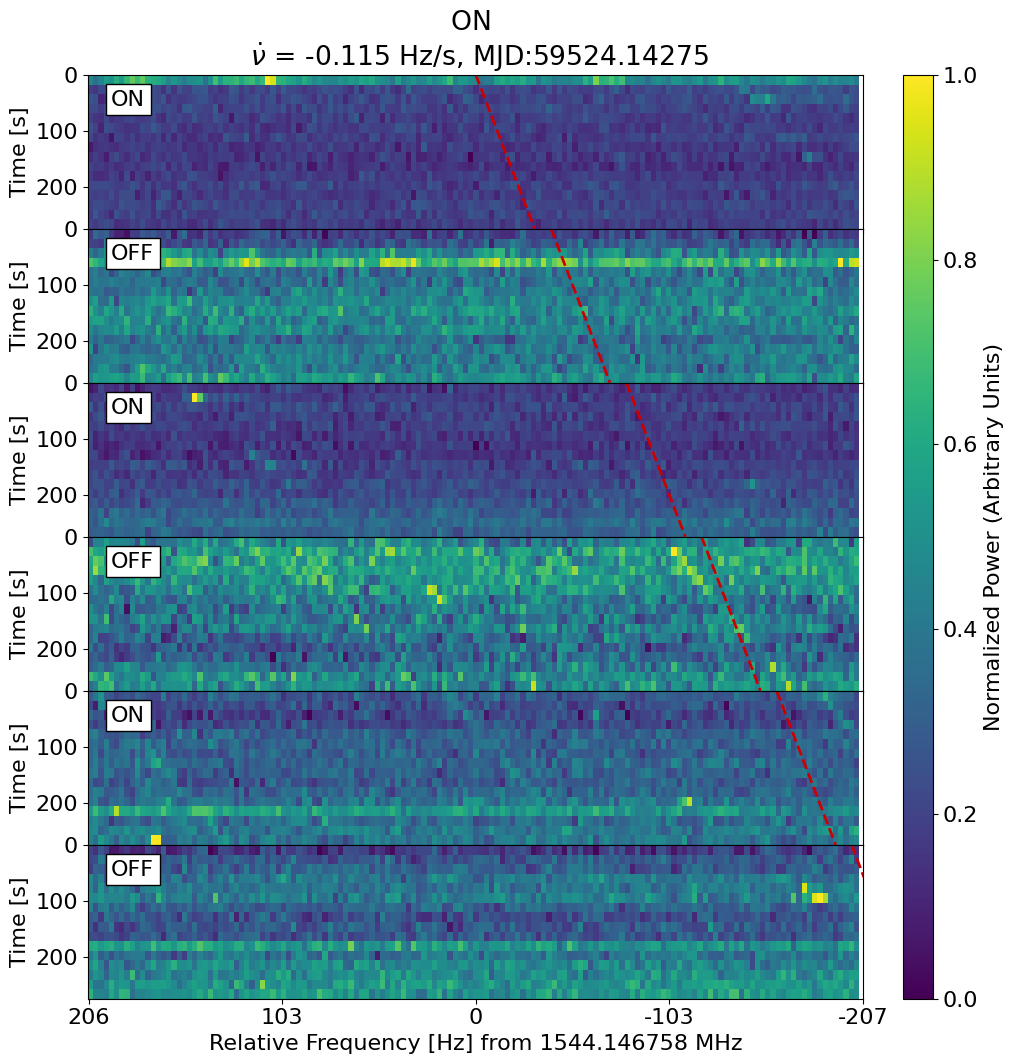 ON
ν̇ = -0.115 Hz/s, MJD:59524.14275
ON
OFF
ON
OFF
ON
OFF
0
100
200
0
100
200
0
100
200
0
100
200
0
100
200
0
100
200
Time [s]
Time [s]
Time [s]
Time [s]
Time [s]
Time [s]
206
103
0
-103
-207
Relative Frequency [Hz] from 1544.146758 MHz
1.0
0.8
0.6
0.4
0.2
0.0
Normalized Power (Arbitrary Units)